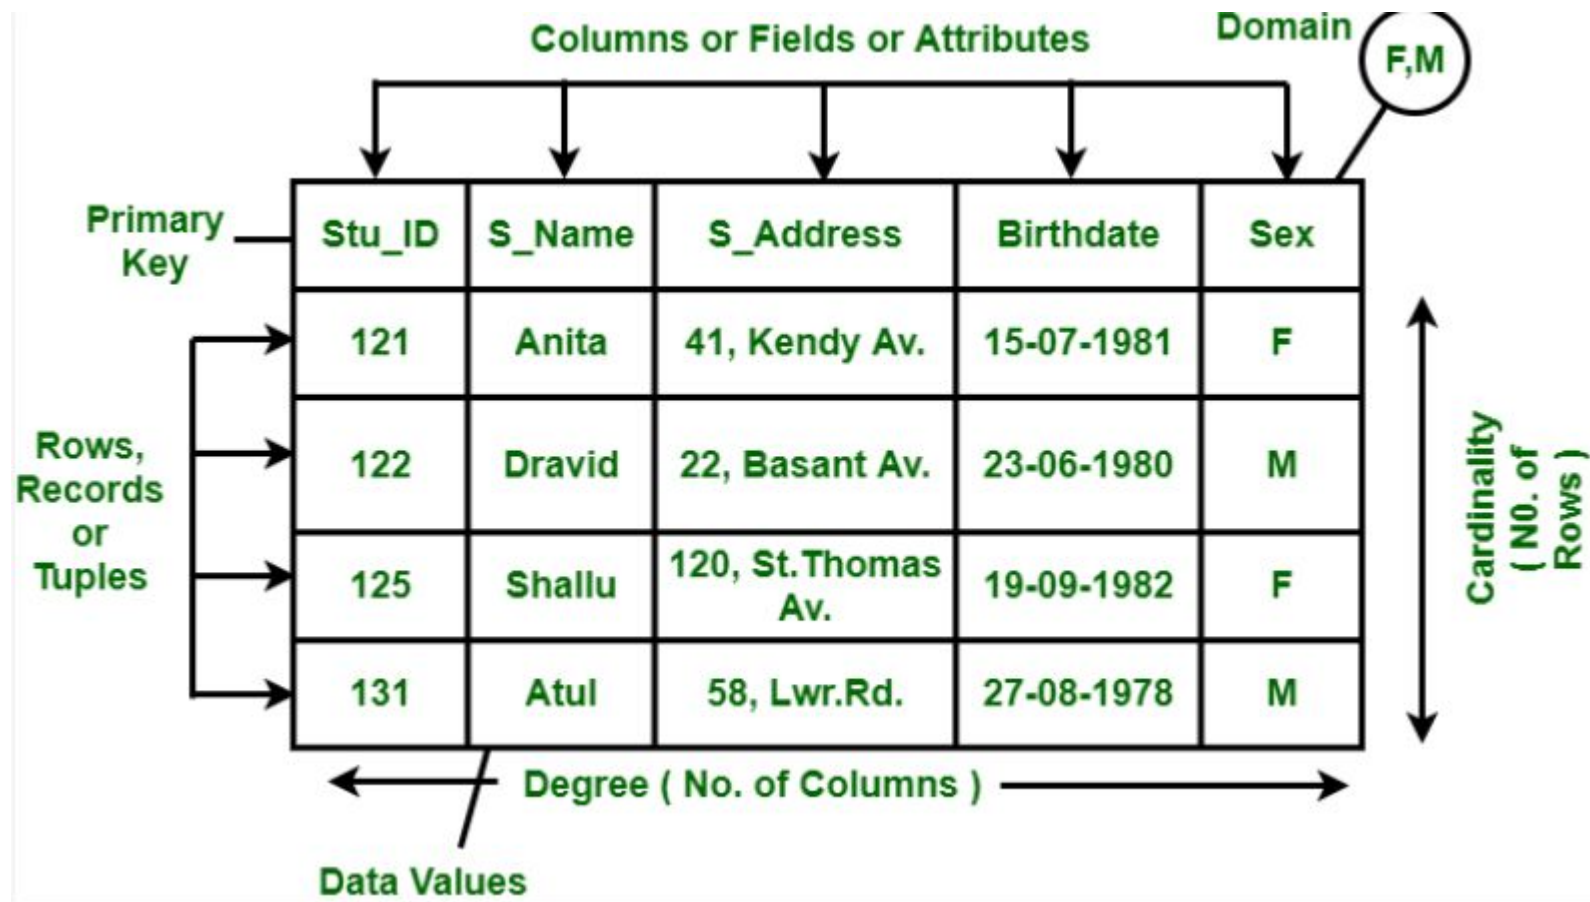 Columns or Fields or Attributes
Domain
F,M
Primary
Key
Stu_ID S_Name S_Address Birthdate Sex
121 Anita 41, Kendy Av. 15-07-1981 F
Rows,
Records
or
Tuples
122 Dravid 22, Basant Av. 23-06-1980 M
125 Shallu 120, St.Thomas
Av. 19-09-1982 F
131 Atul 58, Lwr.Rd. 27-08-1978 M
Cardinality
( N0. of
Rows )
Degree ( No. of Columns )
Data Values